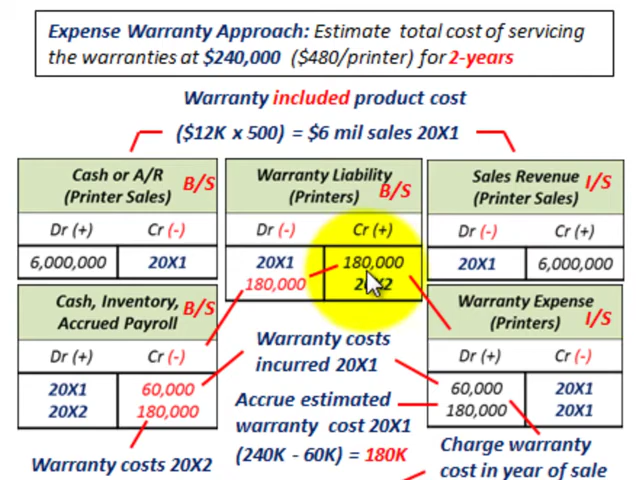 Expense Warranty Approach: Estimate total cost of servicing
the warranties at $240,000 ($480/printer) for 2-years
Warranty included product cost
($12K x 500) = $6 mil sales 20X1
Cash or A/R B/S
(Printer Sales)
Dr (+) Cr (-)
6,000,000 20X1
Warranty Liability
(Printers) B/S
Dr (-) Cr (+)
20X1 180,000
180,000 20X2
Sales Revenue I/S
(Printer Sales)
Dr (-) Cr (+)
20X1 6,000,000
Cash, Inventory, B/S
Accrued Payroll
Dr (+) Cr (-)
20X1 60,000
20X2 180,000
Warranty costs 20X2
Warranty costs
incurred 20X1
Accrue estimated
warranty cost 20X1
(240K - 60K) = 180K
Warranty Expense
(Printers) I/S
Dr (+) Cr (-)
60,000 20X1
180,000 20X1
Charge warranty
cost in year of sale